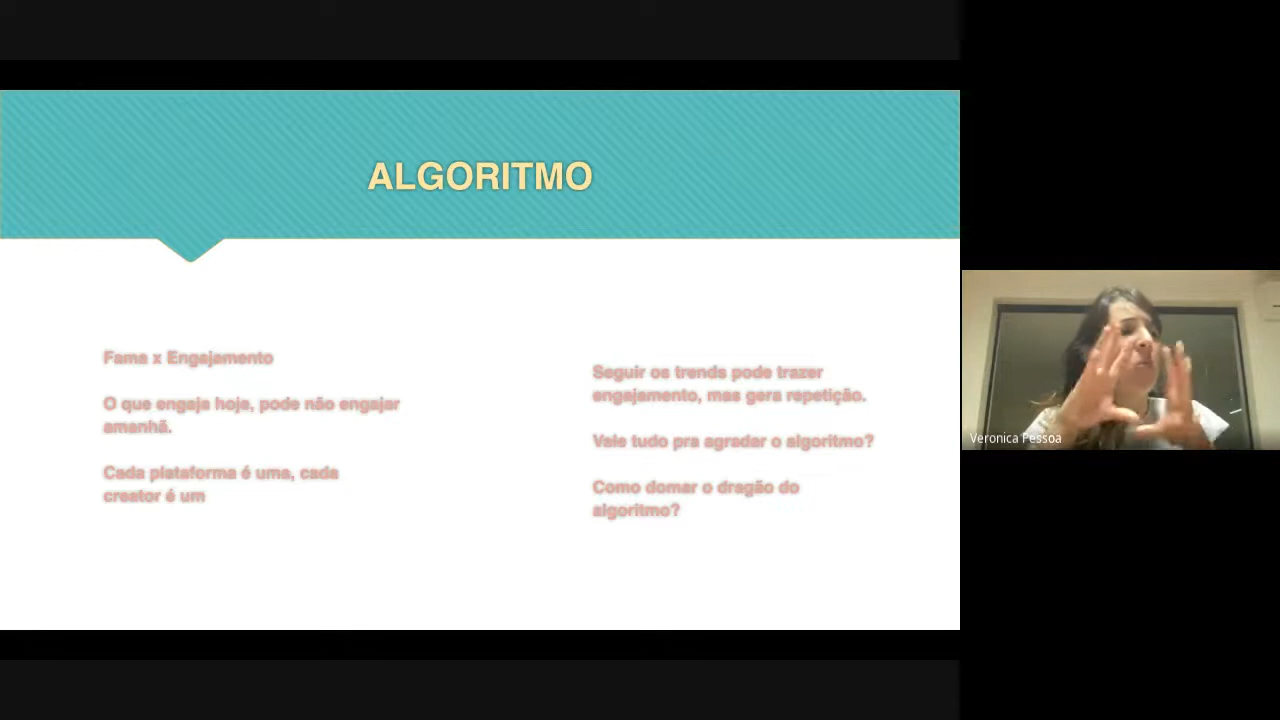 ALGORITMO
Fama x Engajamento
O que engaja hoje, pode não engajar
amanhã.
Cada plataforma é uma, cada
creator é um
Seguir os trends pode trazer
engajamento, mas gera repetição.
Vale tudo pra agradar o algoritmo?
Como domar o dragão do
algoritmo?
Veronica Pessoa